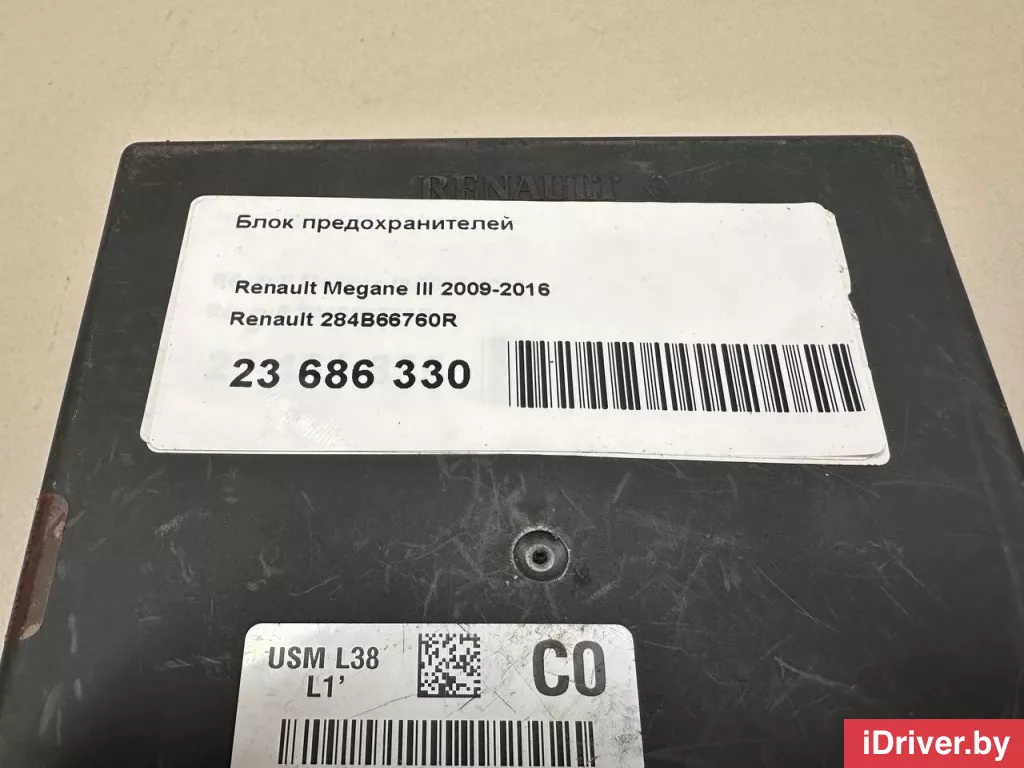 RENAULT
Блок предохранителей
Renault Megane III 2009-2016
Renault 284B66760R
23 686 330
USM L38
L1'
C0
iDriver.by